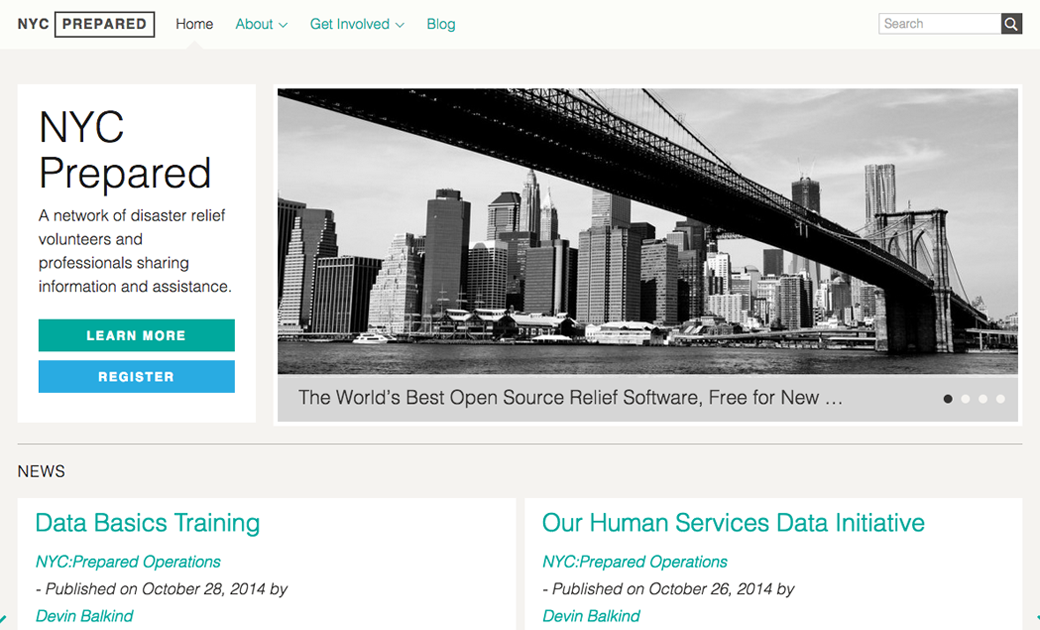 NYC PREPARED Home About Get Involved Blog Search
NYC
Prepared
A network of disaster relief
volunteers and
professionals sharing
information and assistance.
LEARN MORE
REGISTER
The World's Best Open Source Relief Software, Free for New …
NEWS
Data Basics Training
NYC:Prepared Operations
- Published on October 28, 2014 by
Devin Balkind
Our Human Services Data Initiative
NYC:Prepared Operations
- Published on October 26, 2014 by
Devin Balkind